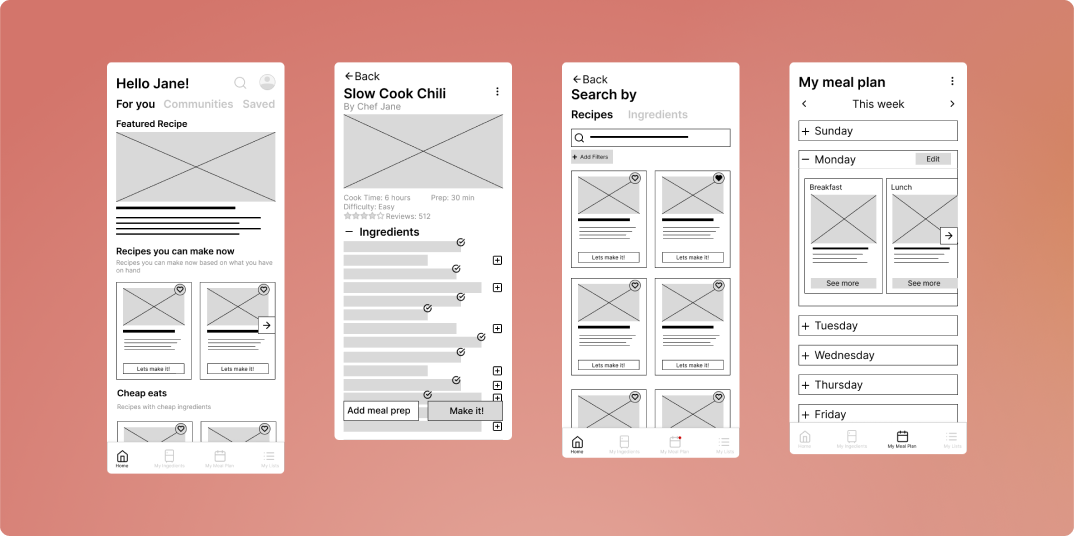 Hello Jane!
For you Communities Saved
Featured Recipe
Recipes you can make now
Recipes you can make now based on what you have
on hand
Lets make it! Lets make it!
Cheap eats
Recipes with cheap ingredients
Home My Ingredients My Meal Plan My Lists
Back
Slow Cook Chili
By Chef Jane
Cook Time: 6 hours Prep: 30 min
Difficulty: Easy
Reviews: 512
Ingredients
Add meal prep Make it!
Back
Search by
Recipes Ingredients
Add Filters
Lets make it! Lets make it!
Lets make it! Lets make it!
Home My Ingredients My Meal Plan My Lists
My meal plan
This week
Sunday
Monday Edit
Breakfast Lunch
See more See more
Tuesday
Wednesday
Thursday
Friday
Home My Ingredients My Meal Plan My Lists